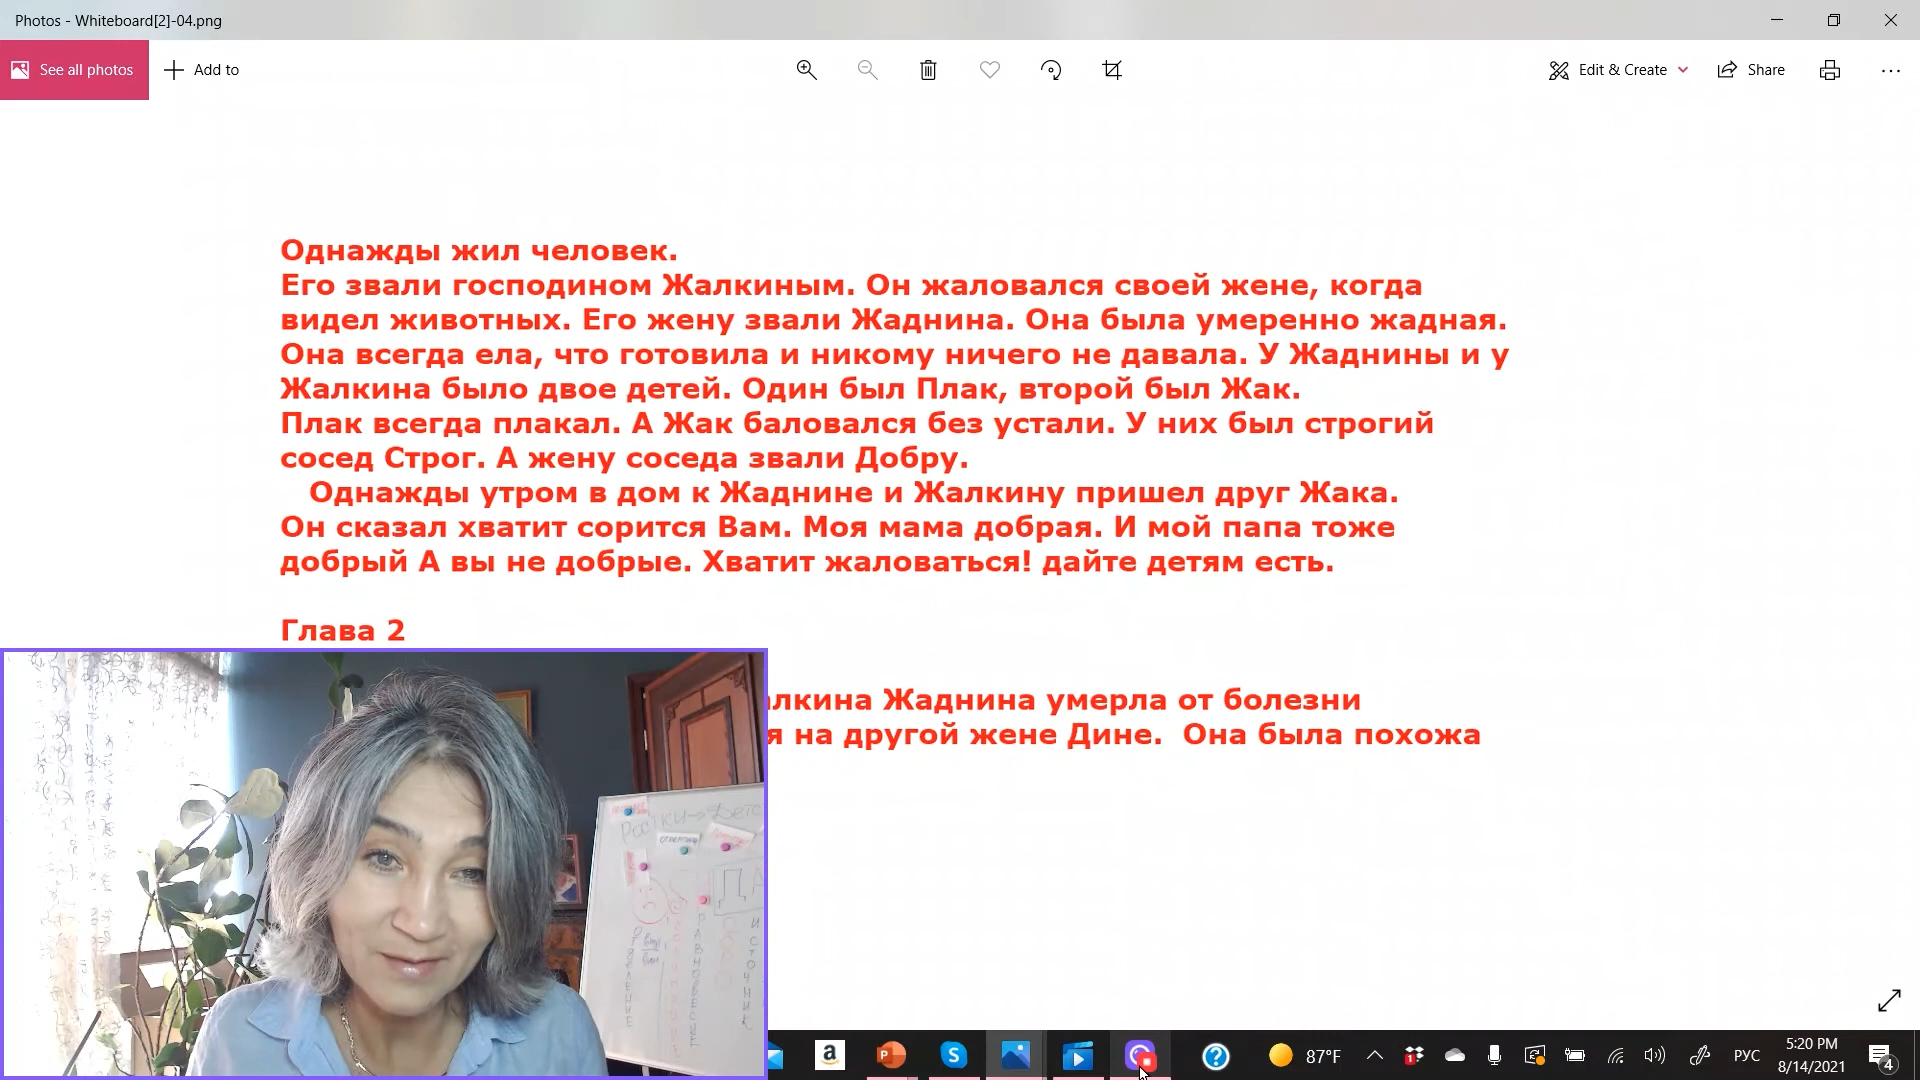 Photos - Whiteboard[2]-04.png
See all photos
Add to
Edit & Create
Share
Однажды жил человек.
Его звали господином Жалкиным. Он жаловался своей жене, когда
видел животных. Его жену звали Жаднина. Она была умеренно жадная.
Она всегда ела, что готовила и никому ничего не давала. У Жаднины и у
Жалкина было двое детей. Один был Плак, второй был Жак.
Плак всегда плакал. А Жак баловался без устали. У них был строгий
сосед Строг. А жену соседа звали Добру.
Однажды утром в дом к Жаднине и Жалкину пришел друг Жака.
Он сказал хватит сорится Вам. Моя мама добрая. И мой папа тоже
добрый А вы не добрые. Хватит жаловаться! дайте детям есть.
Глава 2
алкина Жаднина умерла от болезни
я на другой жене Дине. Она была похожа
РАВНОВЕСИЕ
ИСТОЧНИК
87°F
РУС
5:20 PM
8/14/2021
4